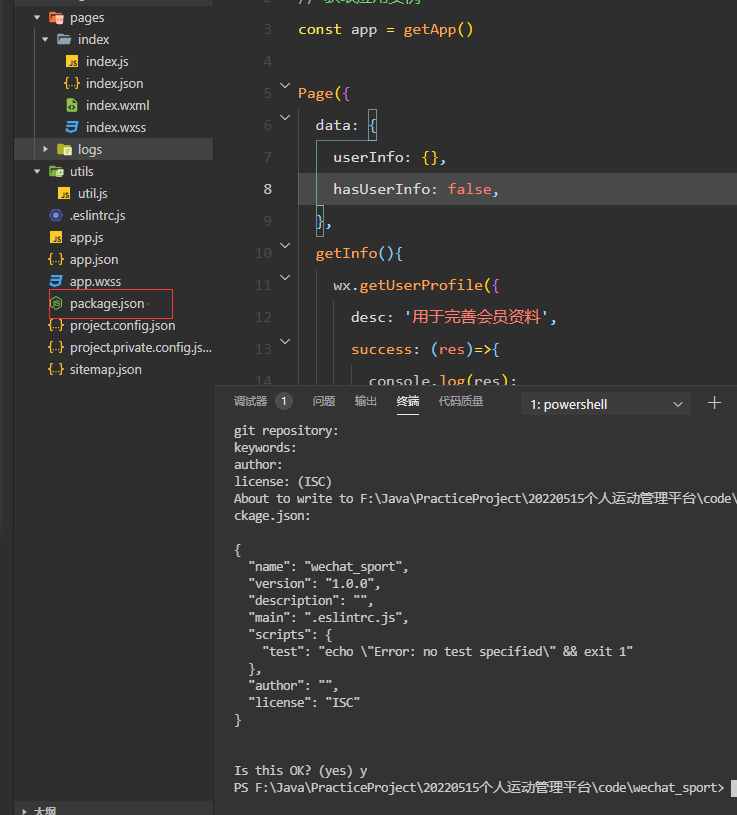 pages
index
index.js
index.json
index.wxml
index.wxss
logs
utils
util.js
.eslintrc.js
app.js
app.json
app.wxss
package.json
project.config.json
project.private.config.js...
sitemap.json
大纲
2 // 获取应用实例
3 const app = getApp()
4
5 Page({
6 data: {
7 userInfo: {},
8 hasUserInfo: false,
9 },
10 getInfo(){
11 wx.getUserProfile({
12 desc: '用于完善会员资料',
13 success: (res)=>{
14 console.log(res);
调试器 1 问题 输出 终端 代码质量 1: powershell
git repository:
keywords:
author:
license: (ISC)
About to write to F:\Java\PracticeProject\20220515个人运动管理平台\code\
ckage.json:
{
"name": "wechat_sport",
"version": "1.0.0",
"description": "",
"main": ".eslintrc.js",
"scripts": {
"test": "echo \"Error: no test specified\" && exit 1"
},
"author": "",
"license": "ISC"
}
Is this OK? (yes) y
PS F:\Java\PracticeProject\20220515个人运动管理平台\code\wechat_sport>